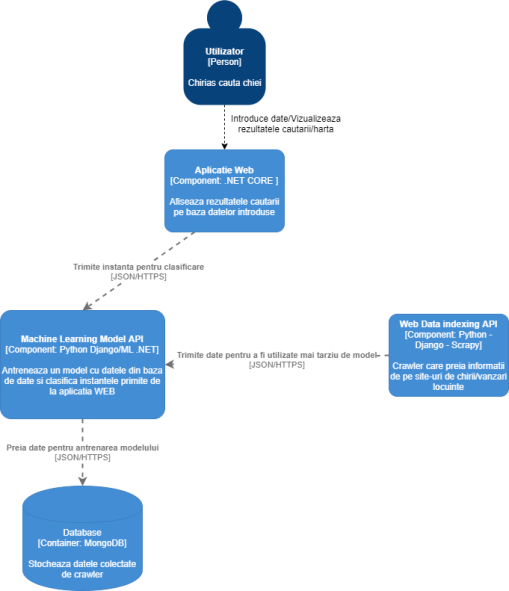 Utilizator
[Person]
Chirias cauta chiei
Introduce date/Vizualizeaza
rezultatele cautarii/harta
Aplicatie Web
[Component: .NET CORE ]
Afiseaza rezultatele cautarii
pe baza datelor introduse
Trimite instanta pentru clasificare
[JSON/HTTPS]
Machine Learning Model API
[Component: Python Django/ML .NET]
Antreneaza un model cu datele din baza
de date si clasifica instantele primite de
la aplicatia WEB
Trimite date pentru a fi utilizate mai tarziu de model
[JSON/HTTPS]
Web Data indexing API
[Component: Python -
Django - Scrapy]
Crawler care preia informatii
de pe site-uri de chirii/vanzari
locuinte
Preia date pentru antrenarea modelului
[JSON/HTTPS]
Database
[Container: MongoDB]
Stocheaza datele colectate
de crawler